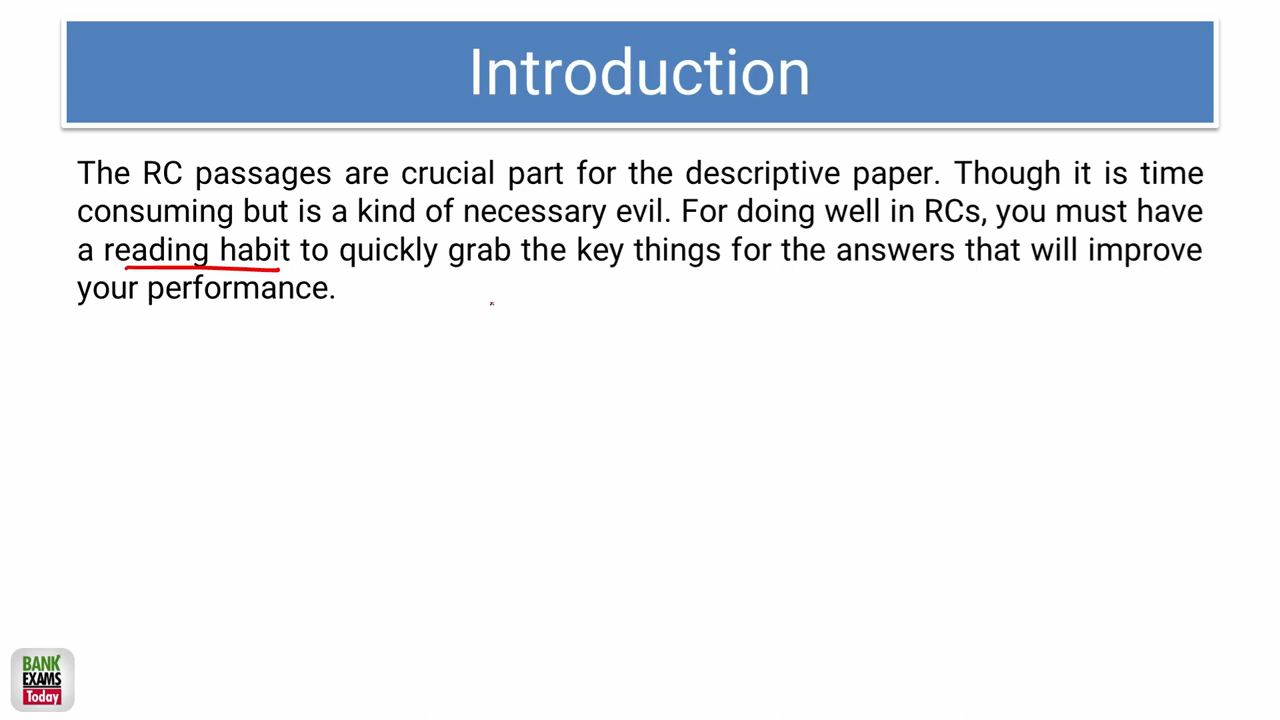 Introduction
The RC passages are crucial part for the descriptive paper. Though it is time
consuming but is a kind of necessary evil. For doing well in RCs, you must have
a reading habit to quickly grab the key things for the answers that will improve
your performance.
BANK
EXAMS
Today